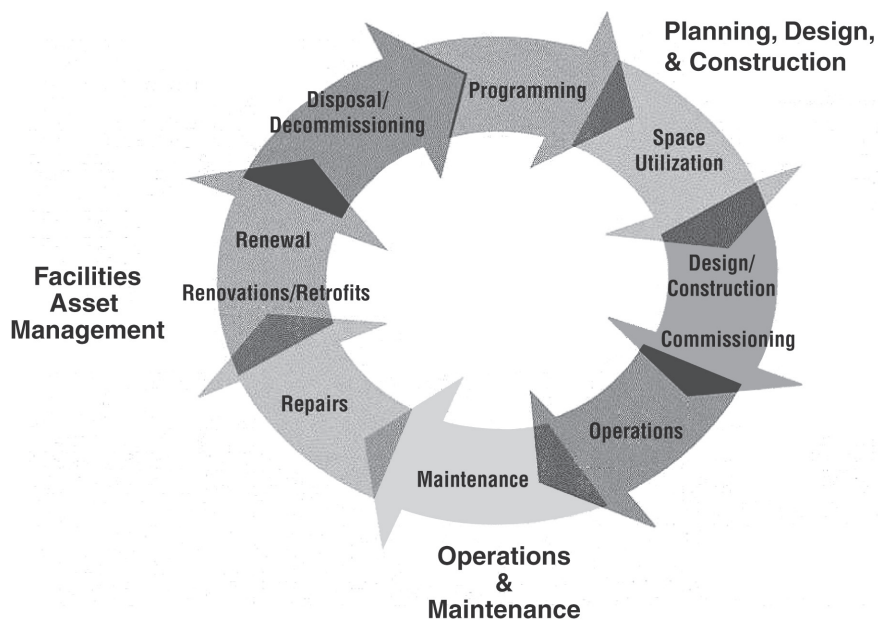 Planning, Design,
& Construction
Programming
Space
Utilization
Design/
Construction
Commissioning
Operations
Maintenance
Operations
&
Maintenance
Repairs
Renovations/Retrofits
Renewal
Facilities
Asset
Management
Disposal/
Decommissioning